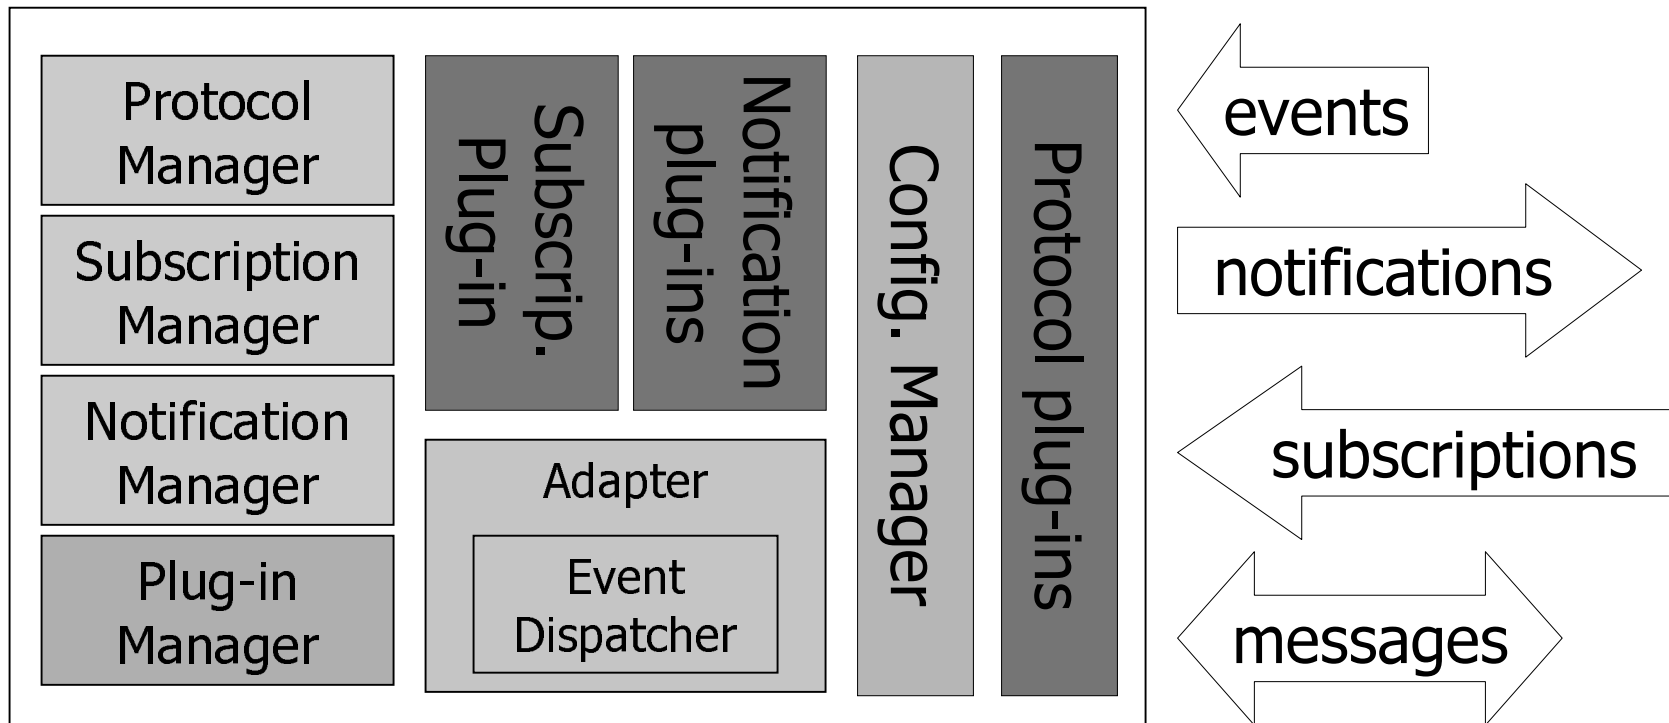 Protocol
Manager
Subscription
Manager
Notification
Manager
Plug-in
Manager
Subscrip.
Plug-in
Notification
plug-ins
Adapter
Event
Dispatcher
Config. Manager
Protocol plug-ins
events
notifications
subscriptions
messages